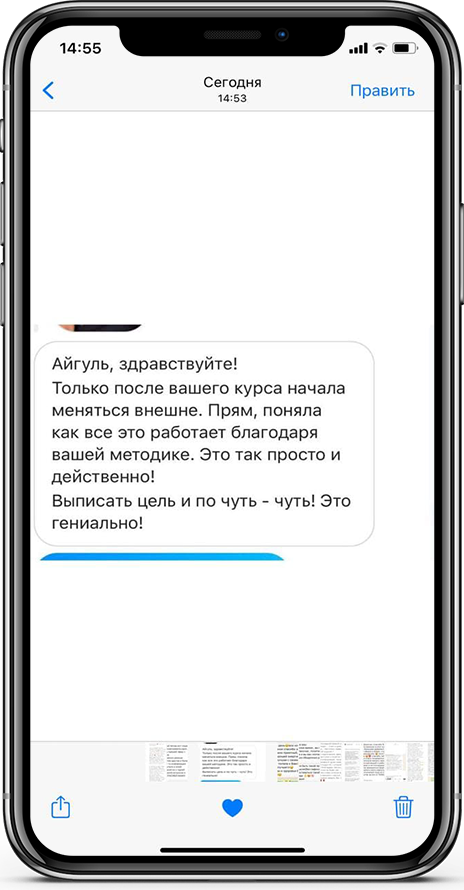 14:55
Сегодня
14:53
Править
Айгуль, здравствуйте!
Только после вашего курса начала
меняться внешне. Прям, поняла
как все это работает благодаря
вашей методике. Это так просто и
действенно!
Выписать цель и по чуть - чуть! Это
гениально!